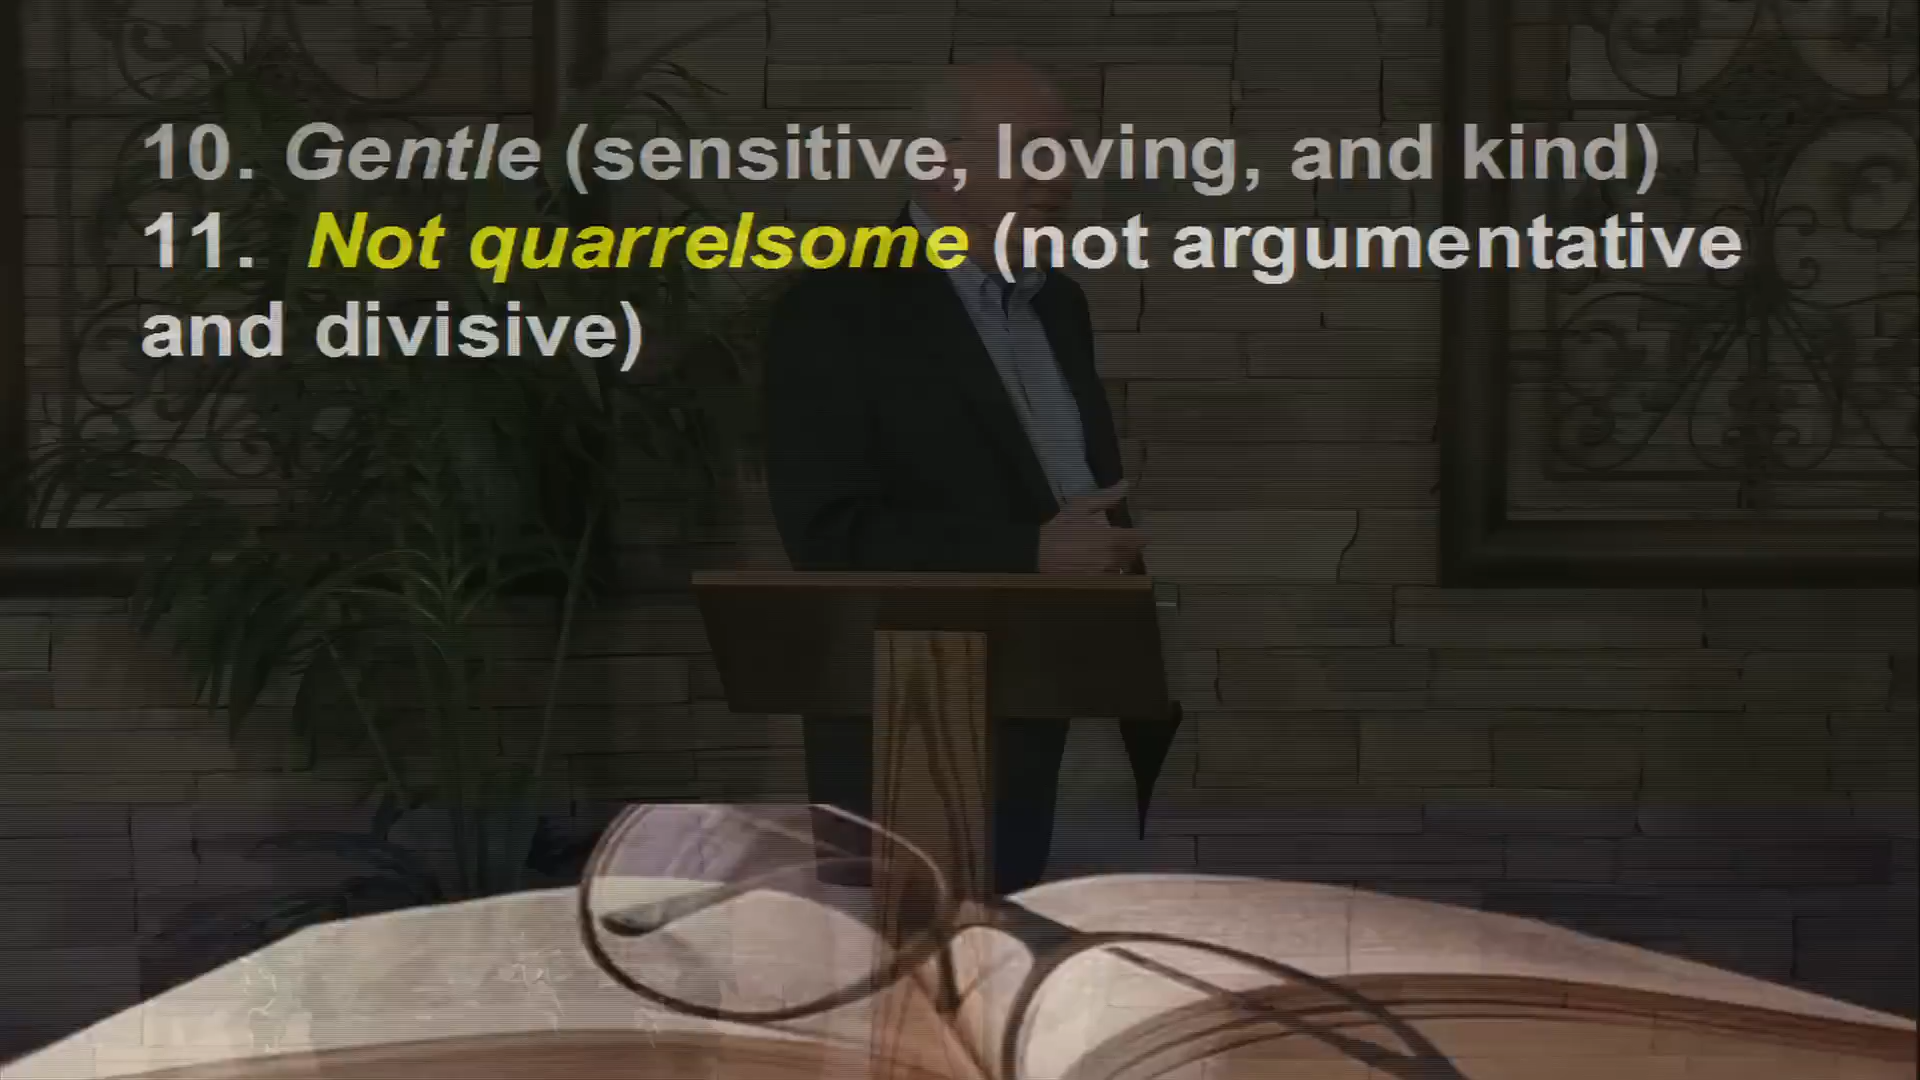 10. Gentle (sensitive, loving, and kind)
11. Not quarrelsome (not argumentative
and divisive)